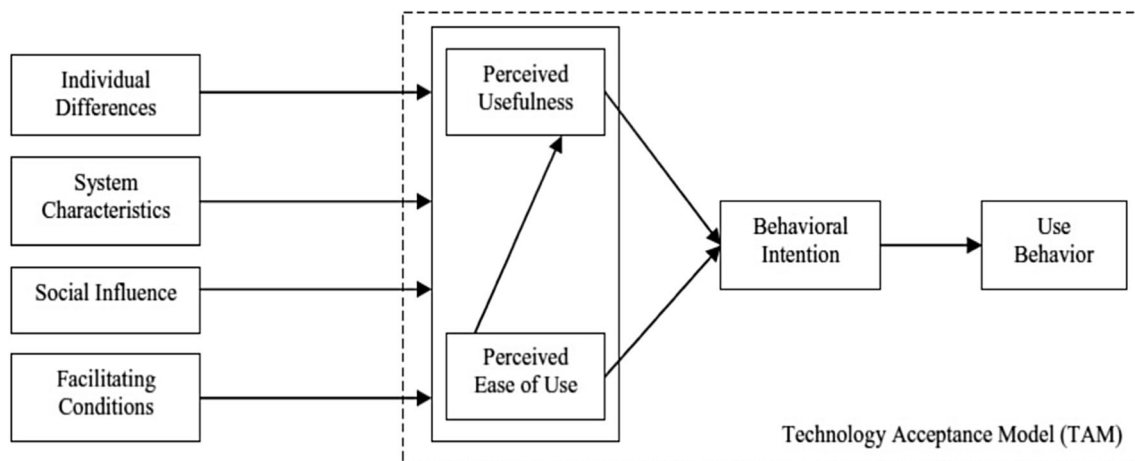 Individual
Differences
System
Characteristics
Social Influence
Facilitating
Conditions
Perceived
Usefulness
Perceived
Ease of Use
Behavioral
Intention
Use
Behavior
Technology Acceptance Model (TAM)